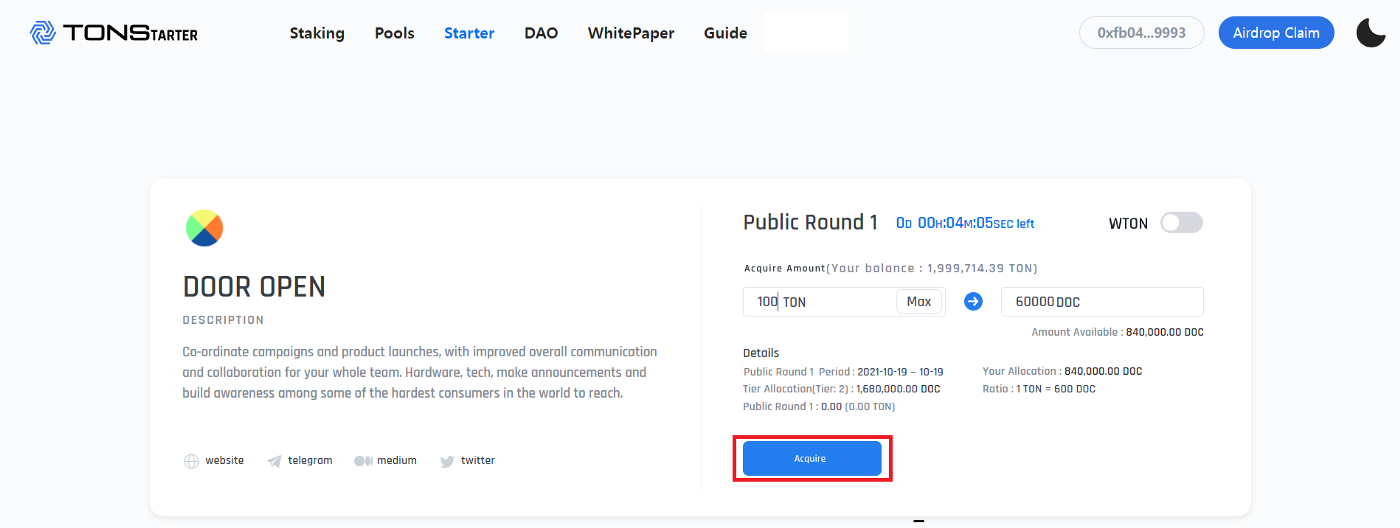 TONSTARTER Staking Pools Starter DAO WhitePaper Guide 0xfb04...9993 Airdrop Claim
DOOR OPEN
DESCRIPTION
Co-ordinate campaigns and product launches, with improved overall communication
and collaboration for your whole team. Hardware, tech, make announcements and
build awareness among some of the hardest consumers in the world to reach.
website telegram medium twitter
Public Round 1 0D 00H:04M:05SEC left WTON
Acquire Amount(Your balance : 1,999,714.39 TON)
100 TON Max 60000DOC
Amount Available : 840,000.00 DOC
Details
Public Round 1 Period : 2021-10-19 – 10-19 Your Allocation : 840,000.00 DOC
Tier Allocation(Tier: 2) : 1,680,000.00 DOC Ratio : 1 TON = 600 DOC
Public Round 1 : 0.00 (0.00 TON)
Acquire